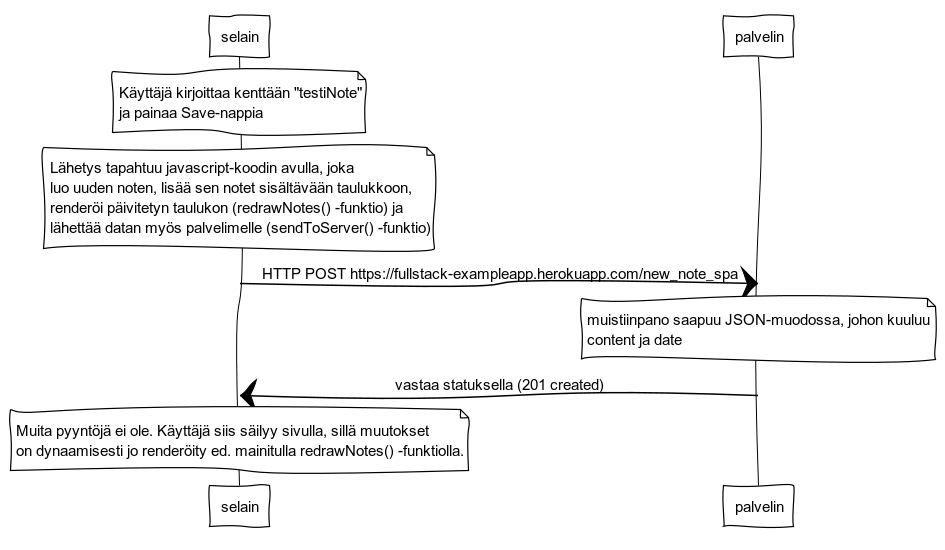 selain
palvelin
Käyttäjä kirjoittaa kenttään "testiNote"
ja painaa Save-nappia
Lähetys tapahtuu javascript-koodin avulla, joka
luo uuden noten, lisää sen notet sisältävään taulukkoon,
renderöi päivitetyn taulukon (redrawNotes() -funktio) ja
lähettää datan myös palvelimelle (sendToServer() -funktio)
HTTP POST https://fullstack-exampleapp.herokuapp.com/new_note_spa
muistiinpano saapuu JSON-muodossa, johon kuuluu
content ja date
vastaa statuksella (201 created)
Muita pyyntöjä ei ole. Käyttäjä siis säilyy sivulla, sillä muutokset
on dynaamisesti jo renderöity ed. mainitulla redrawNotes() -funktiolla.
selain
palvelin